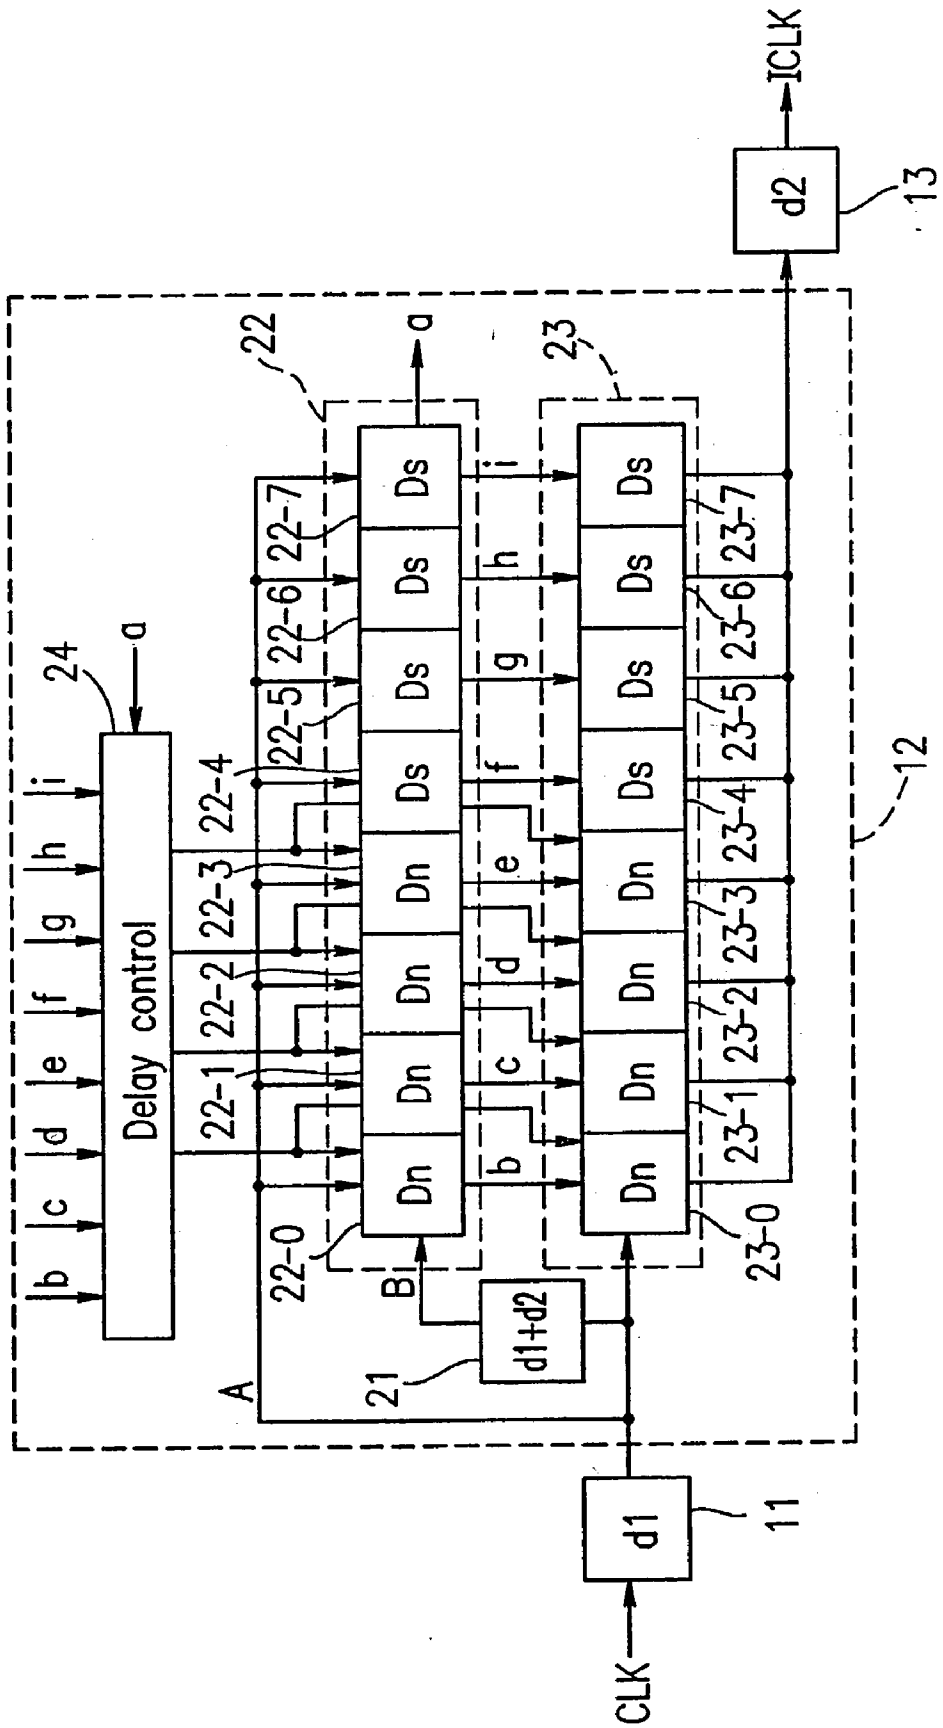 b c d e f g h i
a
24
Delay control
A
22-1 22-2 22-3 22-4 22-5 22-6 22-7
22
22-0
B
Dn Dn Dn Dn Ds Ds Ds Ds
a
21
d1+d2
b c d e f g h i
23
Dn Dn Dn Dn Ds Ds Ds Ds
23-0 23-1 23-2 23-3 23-4 23-5 23-6 23-7
CLK
d1
11
12
d2
13
ICLK